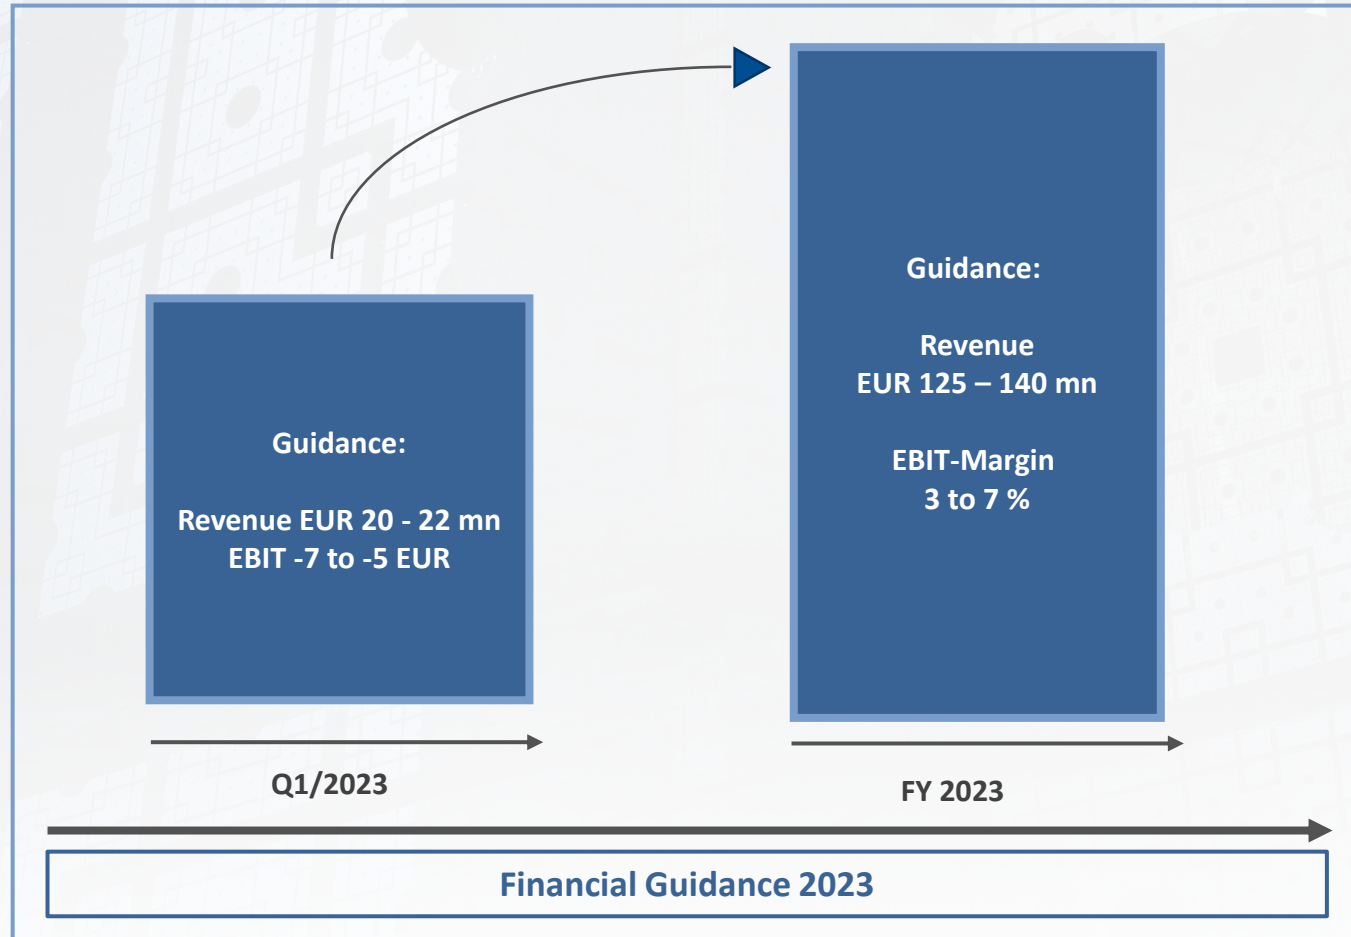 Guidance:
Revenue EUR 20 - 22 mn
EBIT -7 to -5 EUR
Q1/2023
Guidance:
Revenue
EUR 125 – 140 mn
EBIT-Margin
3 to 7 %
FY 2023
Financial Guidance 2023